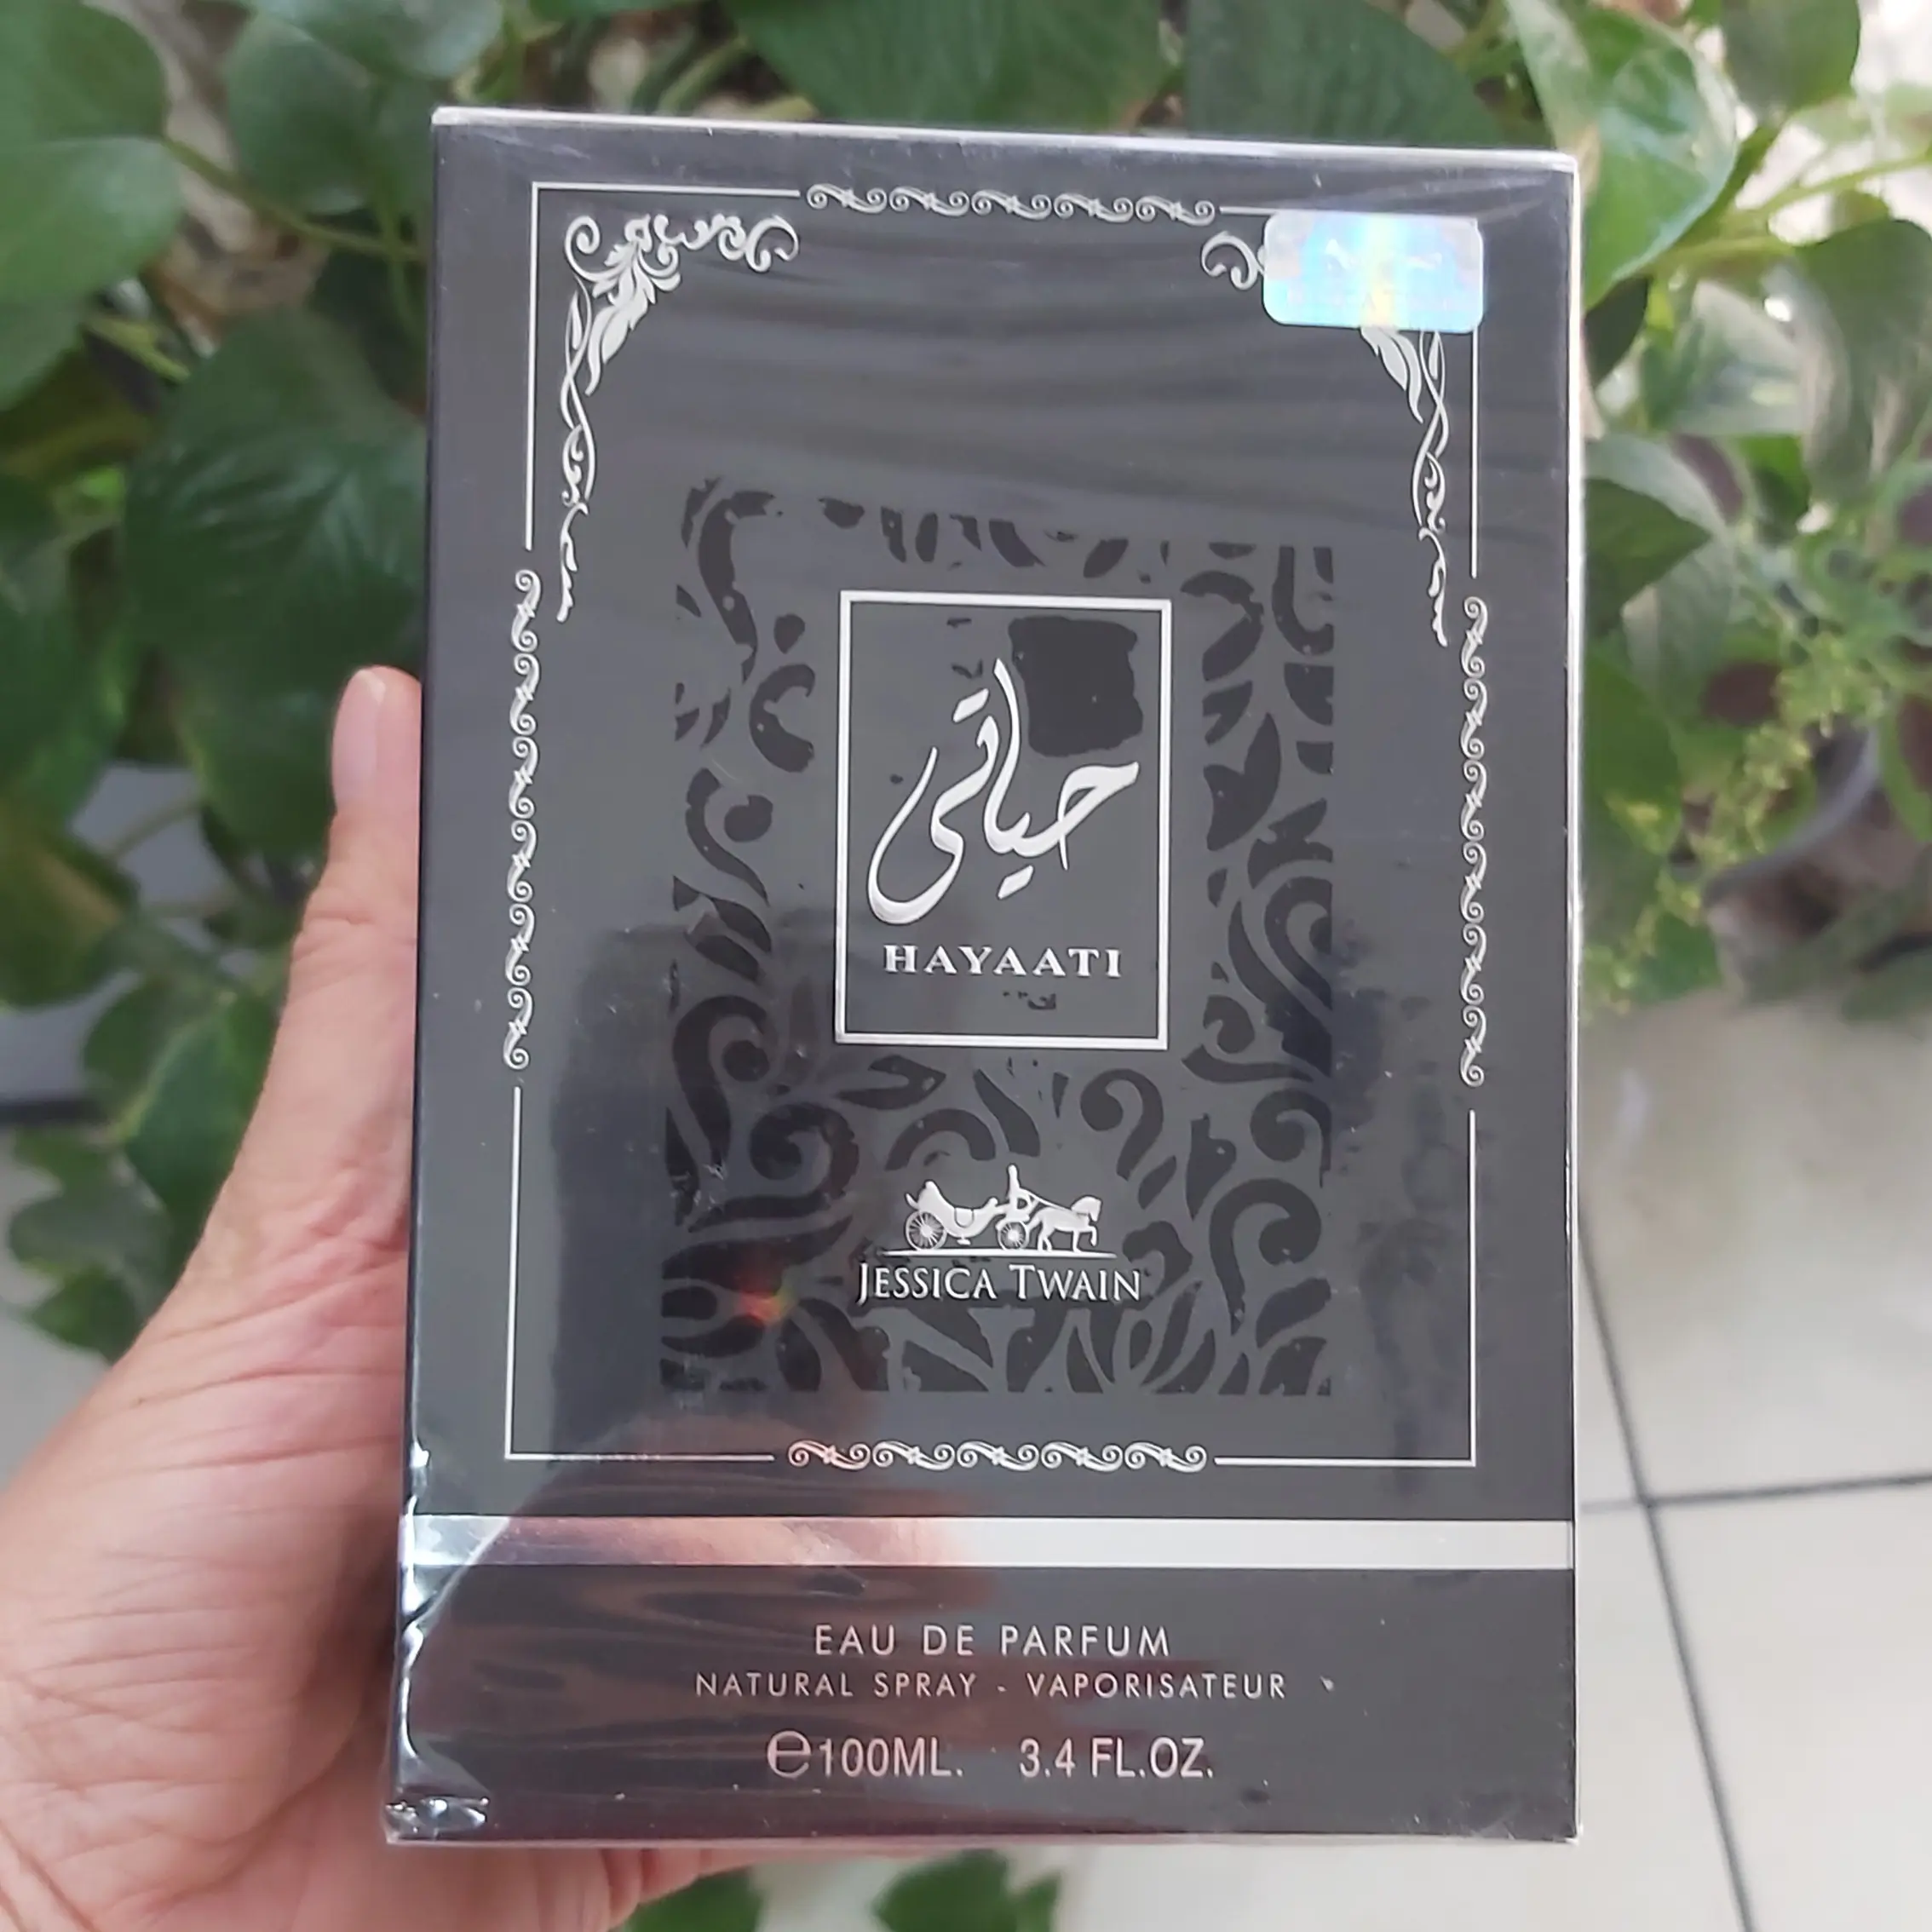 حياتي
HAYAATI
JESSICA TWAIN
EAU DE PARFUM
NATURAL SPRAY - VAPORISATEUR
℮100ML. 3.4 FL.OZ.